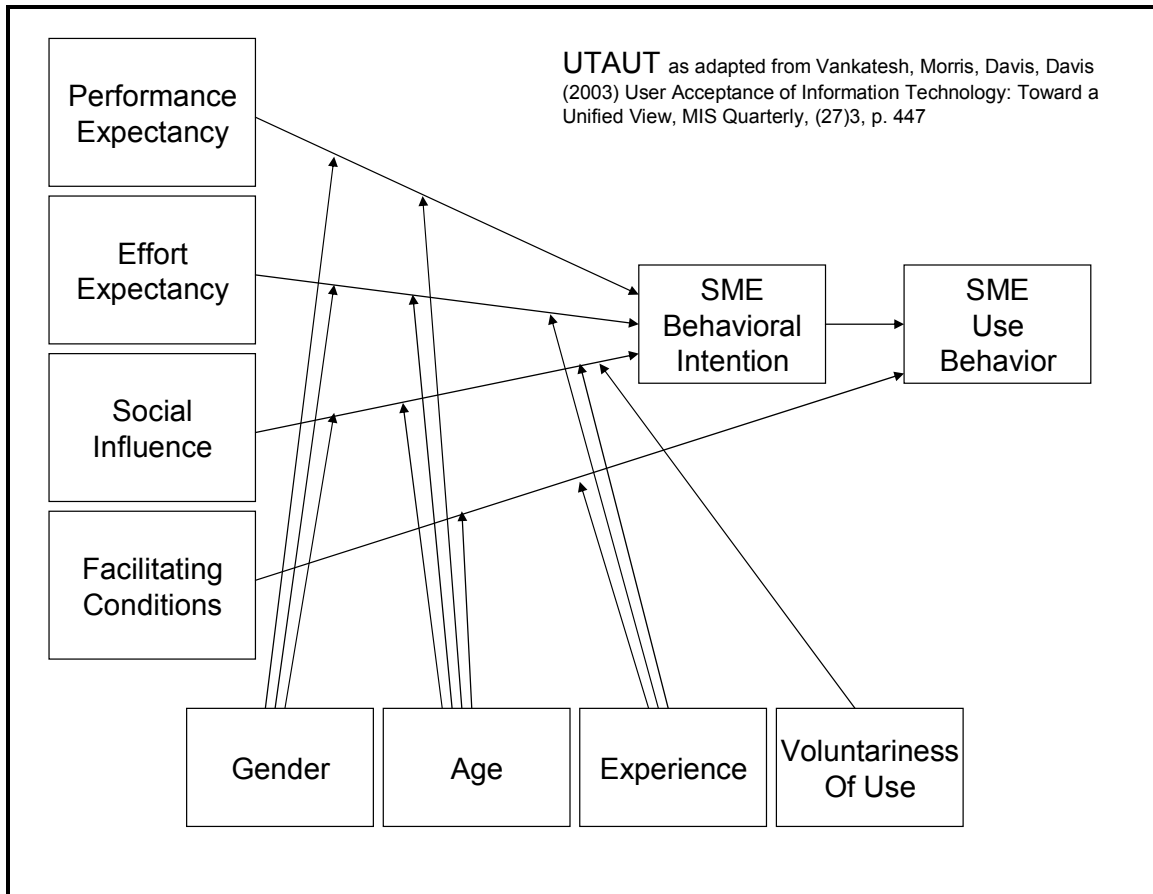 Performance
Expectancy
UTAUT as adapted from Vankatesh, Morris, Davis, Davis
(2003) User Acceptance of Information Technology: Toward a
Unified View, MIS Quarterly, (27)3, p. 447
Effort
Expectancy
Social
Influence
Facilitating
Conditions
SME
Behavioral
Intention
SME
Use
Behavior
Gender
Age
Experience
Voluntariness
Of Use